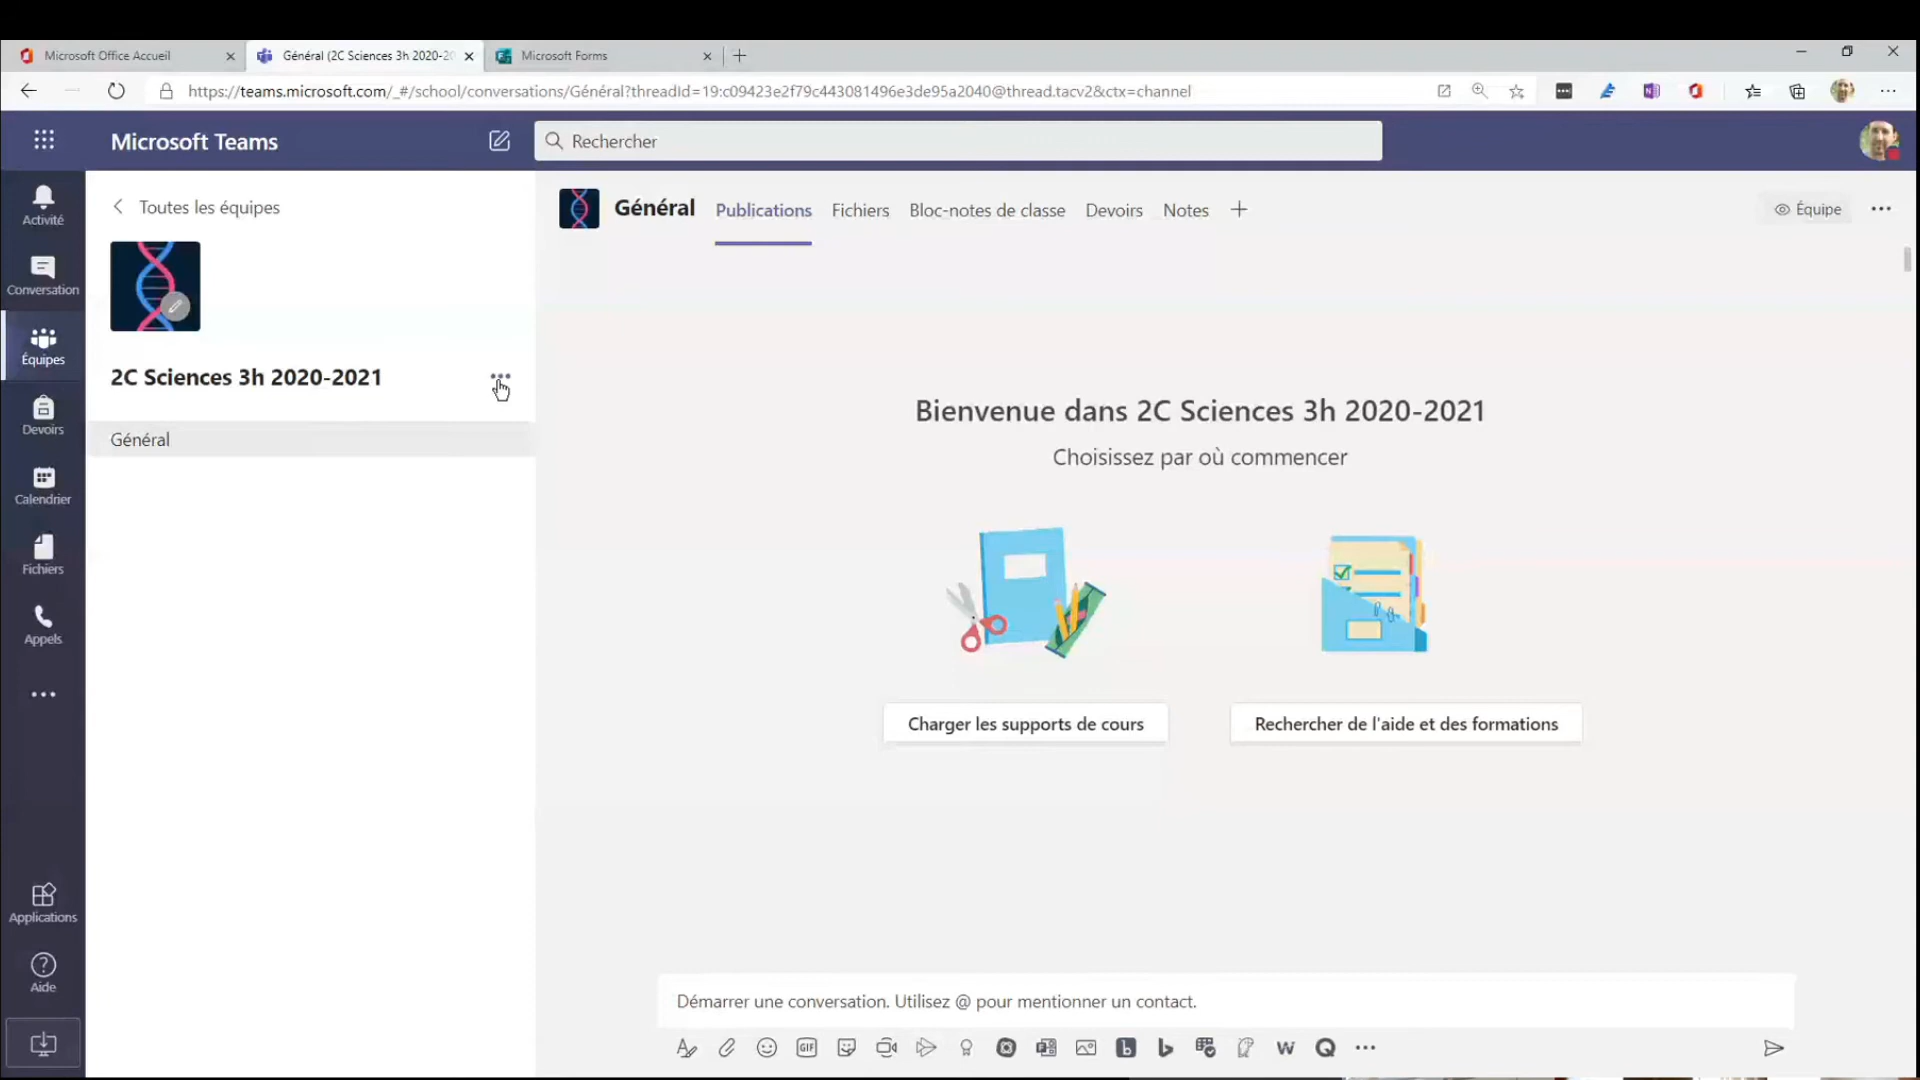 Microsoft Office Accueil
Général (2C Sciences 3h 2020-20
Microsoft Forms
https://teams.microsoft.com/_#/school/conversations/Général?threadId=19:c09423e2f79c443081496e3de95a2040@thread.tacv2&ctx=channel
Microsoft Teams
Rechercher
Activité
Conversation
Équipes
Devoirs
Calendrier
Fichiers
Appels
Applications
Aide
Toutes les équipes
2C Sciences 3h 2020-2021
Général
Général Publications Fichiers Bloc-notes de classe Devoirs Notes
Équipe
Bienvenue dans 2C Sciences 3h 2020-2021
Choisissez par où commencer
Charger les supports de cours
Rechercher de l'aide et des formations
Démarrer une conversation. Utilisez @ pour mentionner un contact.
GIF